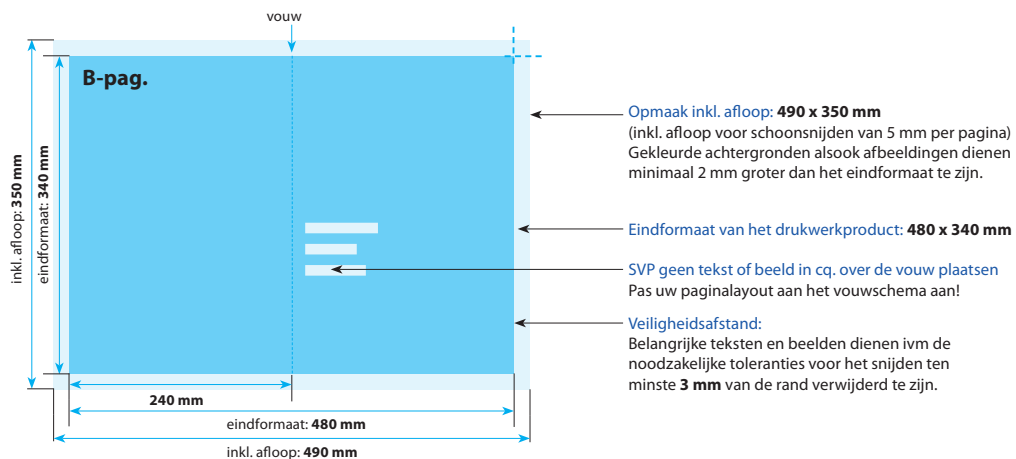 vouw
B-pag.
inkl. afloop: 350 mm
eindformaat: 340 mm
Opmaak inkl. afloop: 490 x 350 mm
(inkl. afloop voor schoonsnijden van 5 mm per pagina)
Gekleurde achtergronden alsook afbeeldingen dienen
minimaal 2 mm groter dan het eindformaat te zijn.
Eindformaat van het drukwerkproduct: 480 x 340 mm
SVP geen tekst of beeld in cq. over de vouw plaatsen
Pas uw paginalayout aan het vouwschema aan!
Veiligheidsafstand:
Belangrijke teksten en beelden dienen ivm de
noodzakelijke toleranties voor het snijden ten
minste 3 mm van de rand verwijderd te zijn.
240 mm
eindformaat: 480 mm
inkl. afloop: 490 mm